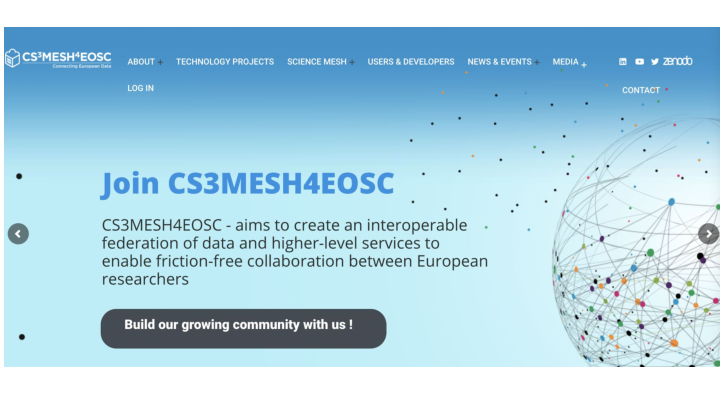 CS³MESH⁴EOSC
Connecting European Data
ABOUT +
TECHNOLOGY PROJECTS
SCIENCE MESH +
USERS & DEVELOPERS
NEWS & EVENTS +
MEDIA +
zenodo
LOG IN
CONTACT
Join CS3MESH4EOSC
CS3MESH4EOSC - aims to create an interoperable
federation of data and higher-level services to
enable friction-free collaboration between European
researchers
Build our growing community with us !